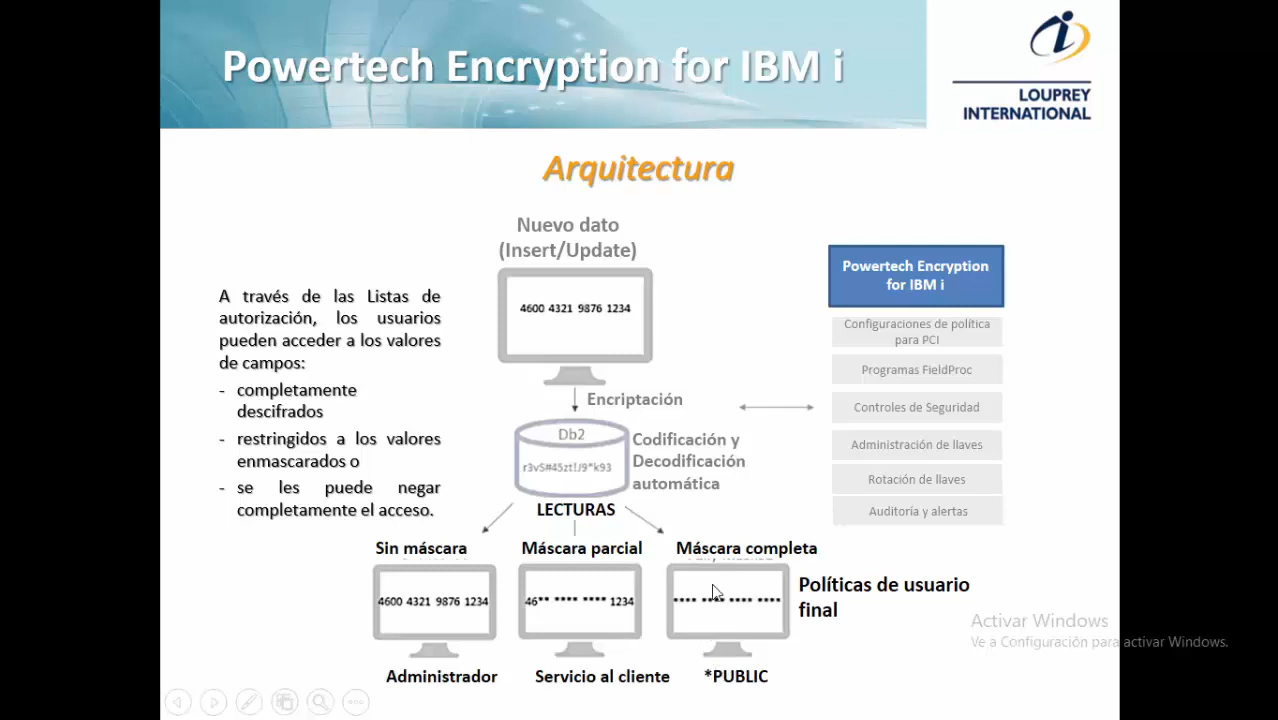 Powertech Encryption for IBM i
LOUPREY
INTERNATIONAL
Arquitectura
Nuevo dato
(Insert/Update)
4600 4321 9876 1234
A través de las Listas de
autorización, los usuarios
pueden acceder a los valores
de campos:
- completamente
descifrados
- restringidos a los valores
enmascarados o
- se les puede negar
completamente el acceso.
Encriptación
Db2
r3vS#45zt!J9*k93
Codificación y
Decodificación
automática
LECTURAS
Sin máscara
Máscara parcial
Máscara completa
4600 4321 9876 1234
46** **** **** 1234
**** **** **** ****
Políticas de usuario
final
Administrador
Servicio al cliente
*PUBLIC
Powertech Encryption
for IBM i
Configuraciones de política
para PCI
Programas FieldProc
Controles de Seguridad
Administración de llaves
Rotación de llaves
Auditoría y alertas
Activar Windows
Ve a Configuración para activar Windows.